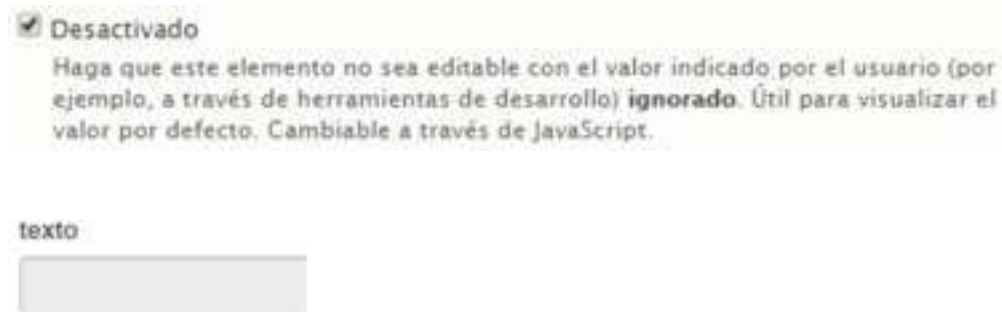 Desactivado
Haga que este elemento no sea editable con el valor indicado por el usuario (por
ejemplo, a través de herramientas de desarrollo) ignorado. Útil para visualizar el
valor por defecto. Cambiable a través de JavaScript.
texto